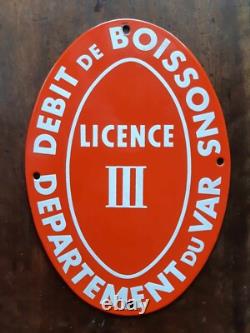 DEBIT DE BOISSONS
LICENCE
III
DEPARTEMENT DU VAR
ebay